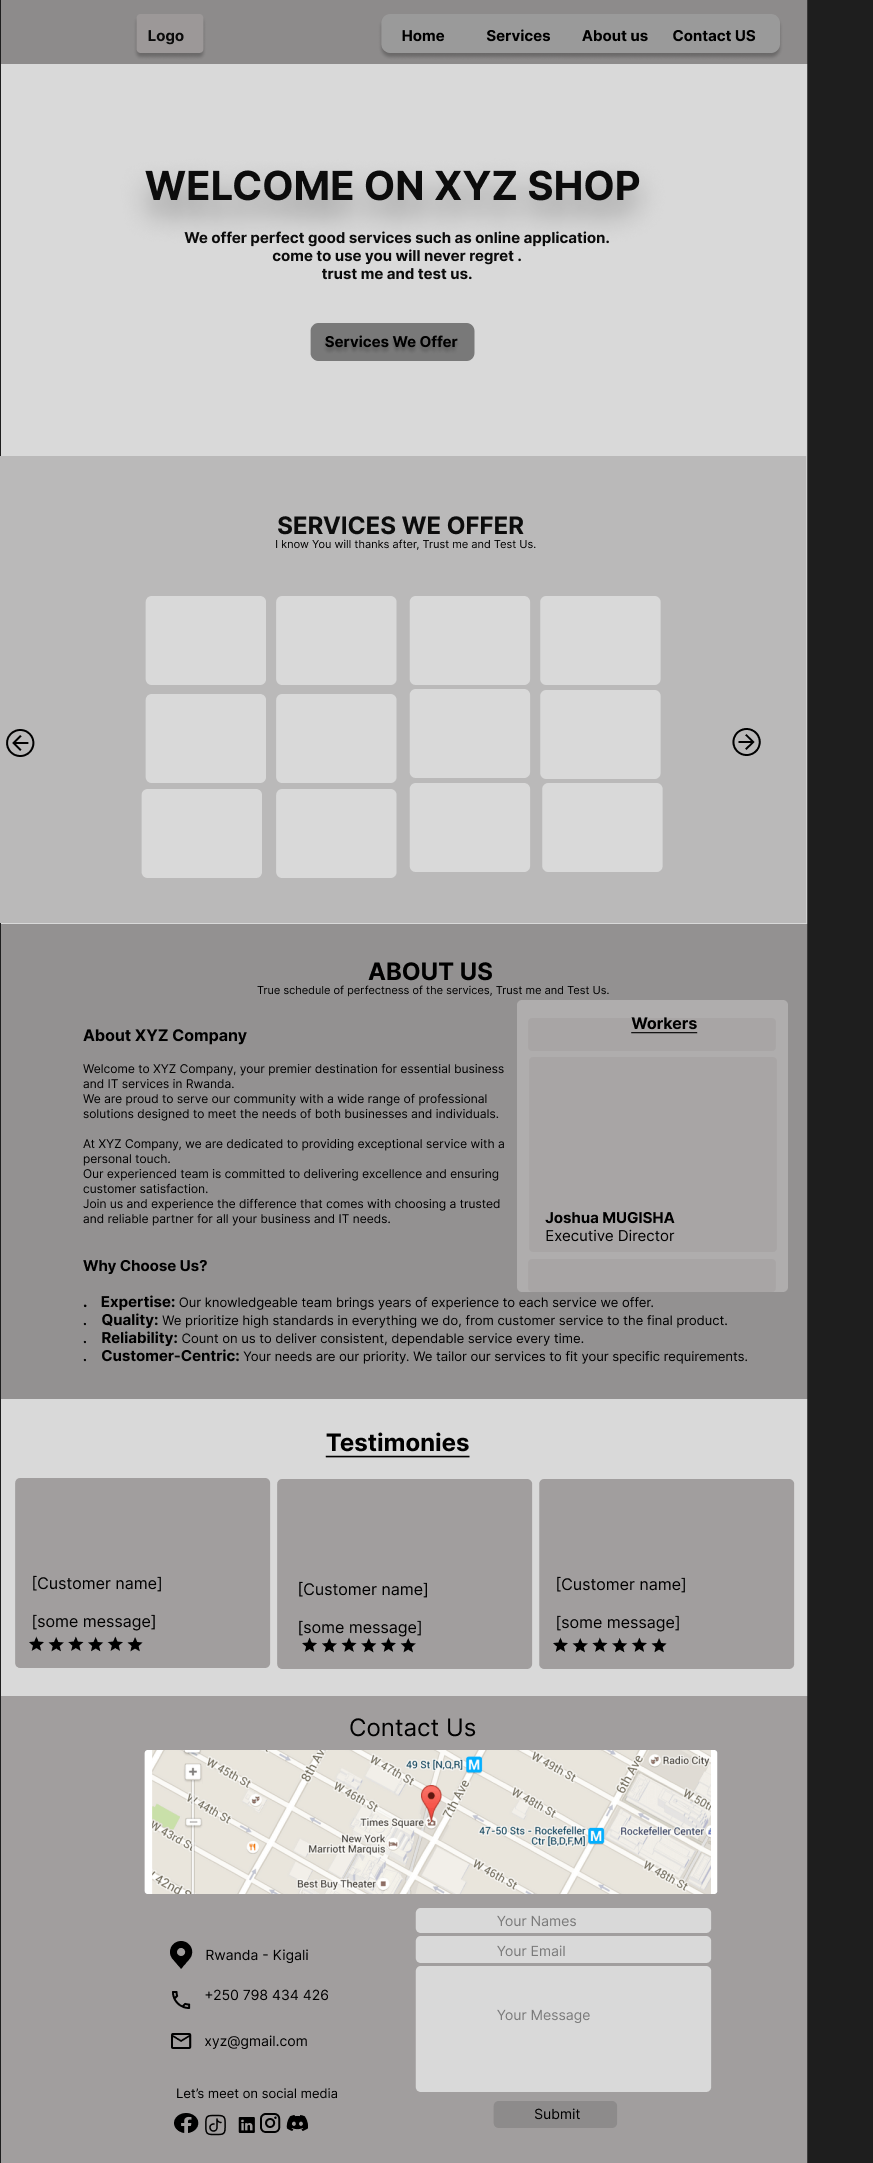 Logo
Home
Services
About us
Contact US
WELCOME ON XYZ SHOP
We offer perfect good services such as online application.
come to use you will never regret .
trust me and test us.
Services We Offer
SERVICES WE OFFER
I know You will thanks after, Trust me and Test Us.
ABOUT US
True schedule of perfectness of the services, Trust me and Test Us.
About XYZ Company
Welcome to XYZ Company, your premier destination for essential business
and IT services in Rwanda.
We are proud to serve our community with a wide range of professional
solutions designed to meet the needs of both businesses and individuals.
At XYZ Company, we are dedicated to providing exceptional service with a
personal touch.
Our experienced team is committed to delivering excellence and ensuring
customer satisfaction.
Join us and experience the difference that comes with choosing a trusted
and reliable partner for all your business and IT needs.
Workers
Joshua MUGISHA
Executive Director
Why Choose Us?
. Expertise: Our knowledgeable team brings years of experience to each service we offer.
. Quality: We prioritize high standards in everything we do, from customer service to the final product.
. Reliability: Count on us to deliver consistent, dependable service every time.
. Customer-Centric: Your needs are our priority. We tailor our services to fit your specific requirements.
Testimonies
[Customer name]
[some message]
[Customer name]
[some message]
[Customer name]
[some message]
Contact Us
W 45th St
8th Av
W 47th St
49 St [N,Q,R]
M
W 49th St
6th Ave
Radio City
W 44th St
W 46th St
7th Ave
W 48th St
W 50th
W 43rd St
Times Square
47-50 Sts - Rockefeller
Ctr [B,D,F,M]
M
Rockefeller Center
New York
Marriott Marquis
W 42nd S
Best Buy Theater
W 46th St
W 48th St
Your Names
Your Email
Your Message
Submit
Rwanda - Kigali
+250 798 434 426
xyz@gmail.com
Let's meet on social media
in